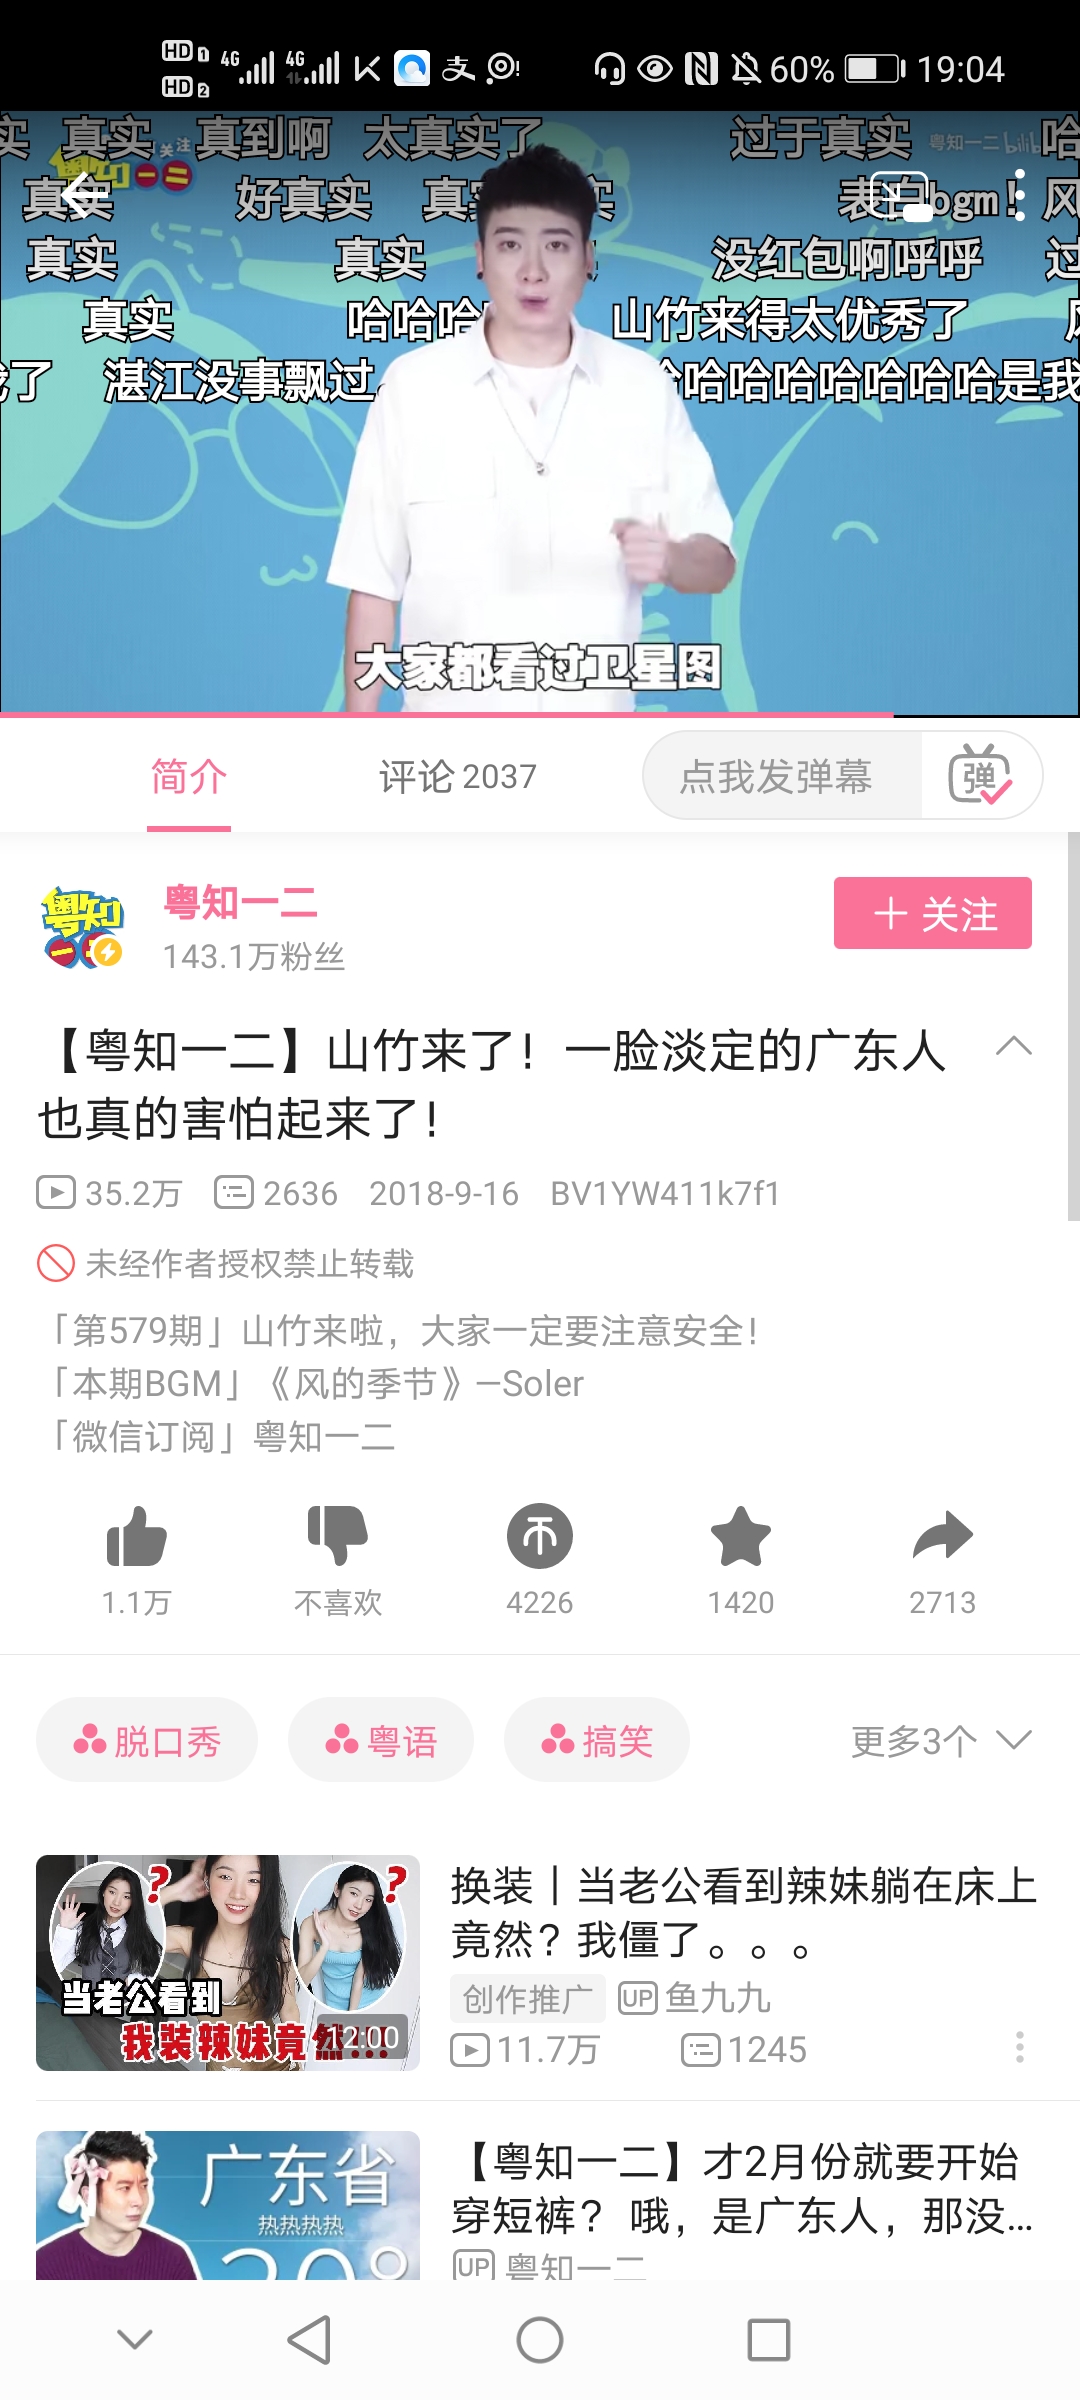 HD 1 4G 4G 60% 19:04
HD 2
真实 真到啊 太真实了 过于真实 粤知一二 bilibili 哈
真实 好真实 bgm! 风
真实 真实 没红包啊呼呼 过
真实 哈哈哈 山竹来得太优秀了
了 湛江没事飘过 哈哈哈哈哈哈哈是我
大家都看过卫星图
简介 评论 2037 点我发弹幕 弹
粤知一二
143.1万粉丝
+ 关注
【粤知一二】山竹来了！一脸淡定的广东人
也真的害怕起来了！
35.2万 2636 2018-9-16 BV1YW411k7f1
未经作者授权禁止转载
「第579期」山竹来啦，大家一定要注意安全！
「本期BGM」《风的季节》—Soler
「微信订阅」粤知一二
1.1万 不喜欢 4226 1420 2713
脱口秀 粤语 搞笑 更多3个
? ?
当老公看到
我装辣妹竟然!!!
12:00
换装丨当老公看到辣妹躺在床上
竟然？我僵了。。。
创作推广 UP 鱼九九
11.7万 1245
广东省
热热热热
【粤知一二】才2月份就要开始
穿短裤？ 哦，是广东人，那没...
UP 粤知一二